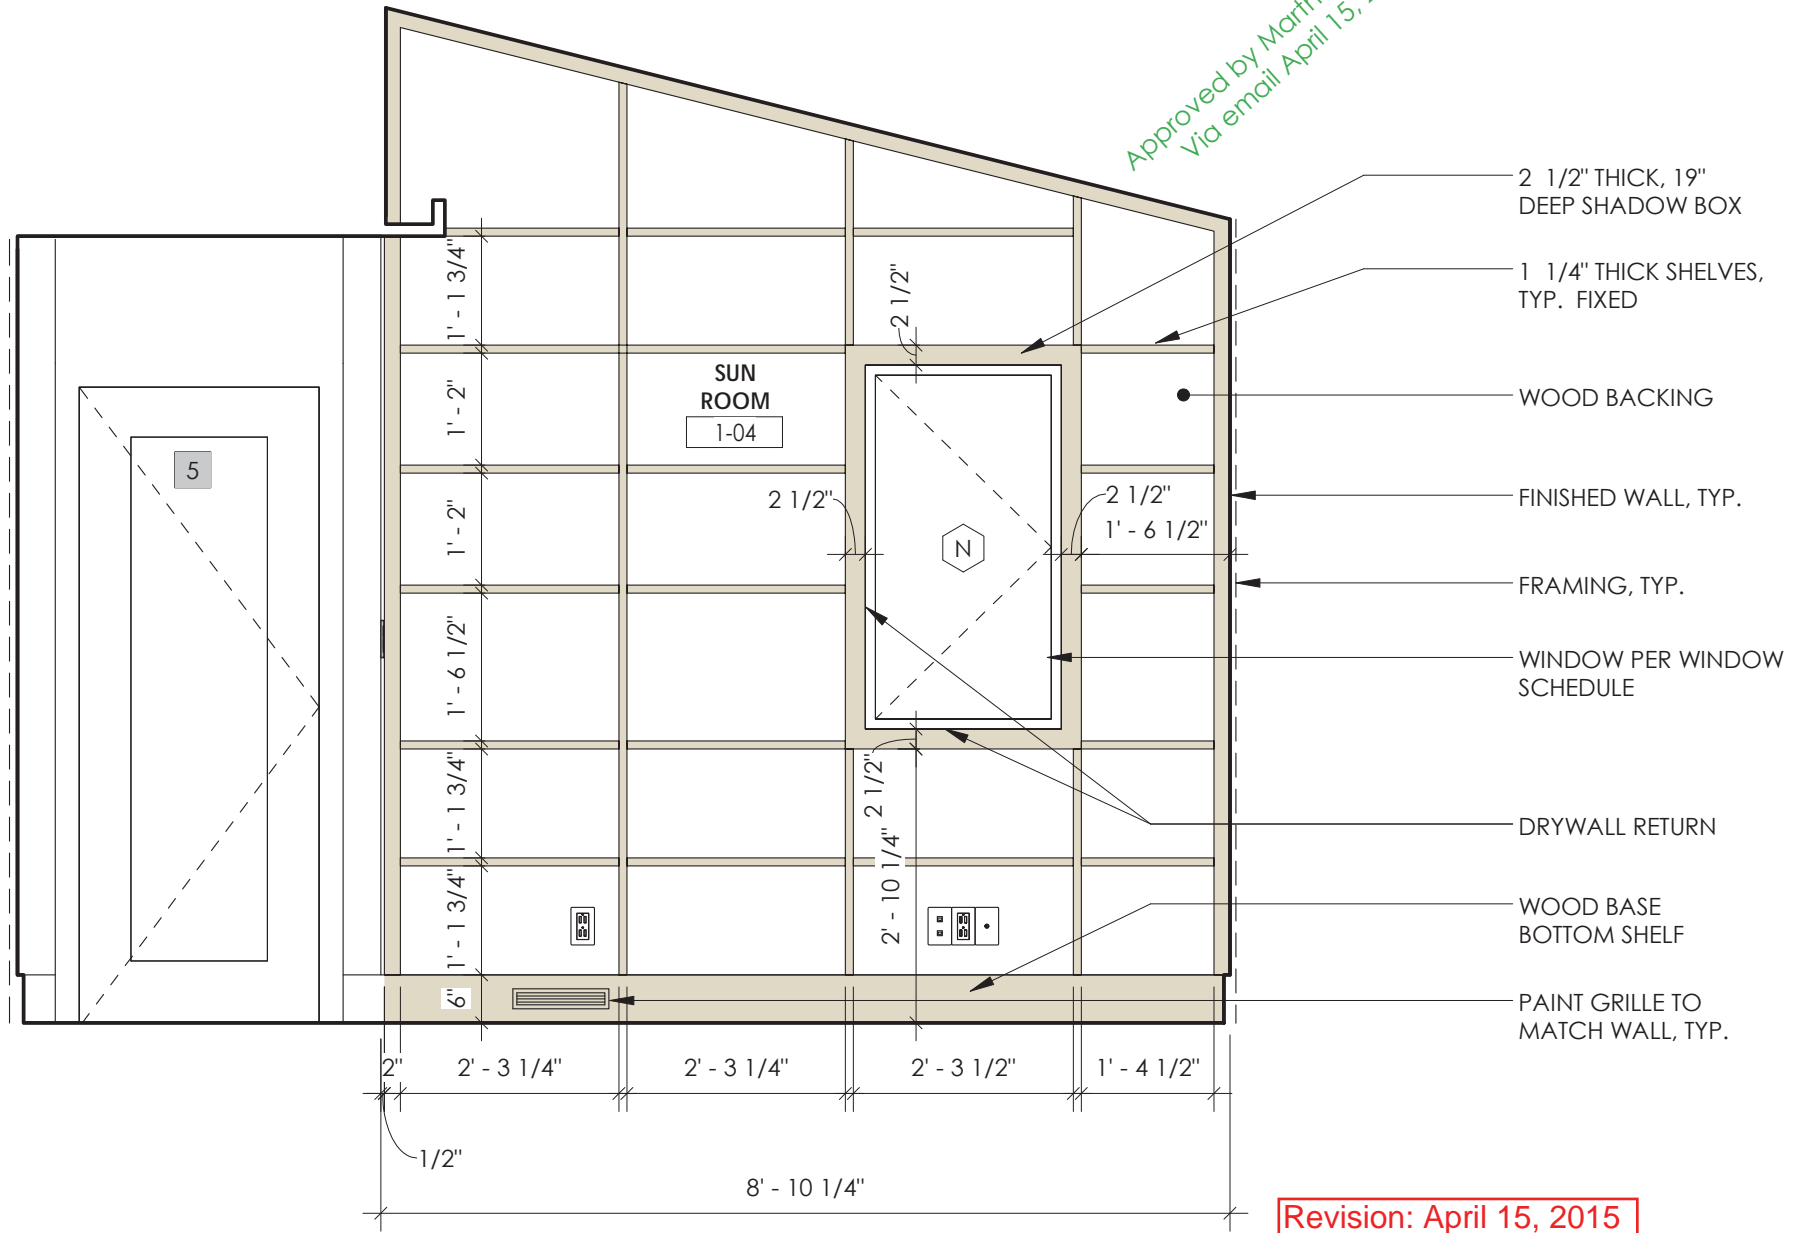 Approved by Marth
Via email April 15,
2 1/2" THICK, 19"
DEEP SHADOW BOX
1 1/4" THICK SHELVES,
TYP. FIXED
WOOD BACKING
FINISHED WALL, TYP.
FRAMING, TYP.
WINDOW PER WINDOW
SCHEDULE
DRYWALL RETURN
WOOD BASE
BOTTOM SHELF
PAINT GRILLE TO
MATCH WALL, TYP.
1' - 1 3/4"
1' - 2"
1' - 2"
1' - 6 1/2"
1' - 1 3/4"
1' - 1 3/4"
6"
SUN
ROOM
1-04
5
2 1/2"
2 1/2"
2 1/2"
1' - 6 1/2"
N
2 1/2"
2' - 10 1/4"
2"
2' - 3 1/4"
2' - 3 1/4"
2' - 3 1/2"
1' - 4 1/2"
1/2"
8' - 10 1/4"
Revision: April 15, 2015